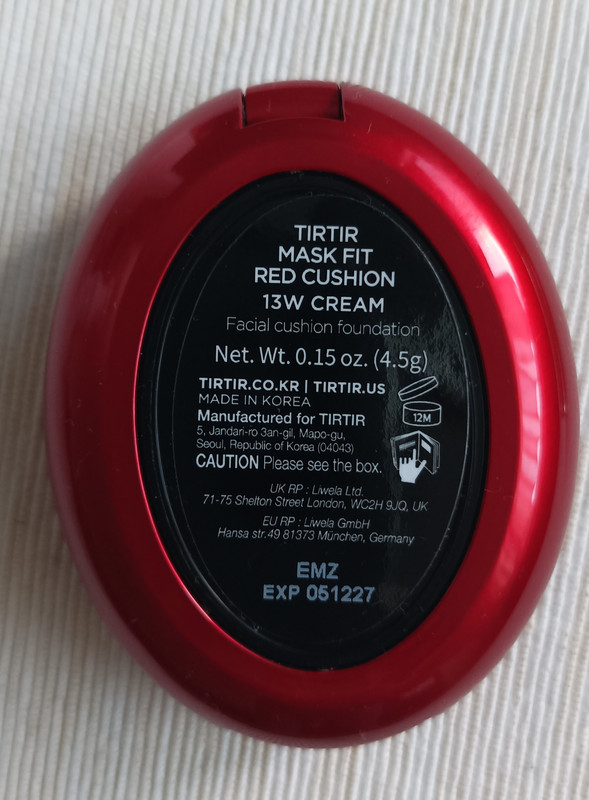 TIRTIR
MASK FIT
RED CUSHION
13W CREAM
Facial cushion foundation
Net. Wt. 0.15 oz. (4.5g)
TIRTIR.CO.KR | TIRTIR.US
MADE IN KOREA
12M
Manufactured for TIRTIR
5, Jandari-ro 3an-gil, Mapo-gu,
Seoul, Republic of Korea (04043)
CAUTION Please see the box.
UK RP : Liwela Ltd.
71-75 Shelton Street London, WC2H 9JQ, UK
EU RP : Liwela GmbH
Hansa str.49 81373 München, Germany
EMZ
EXP 051227